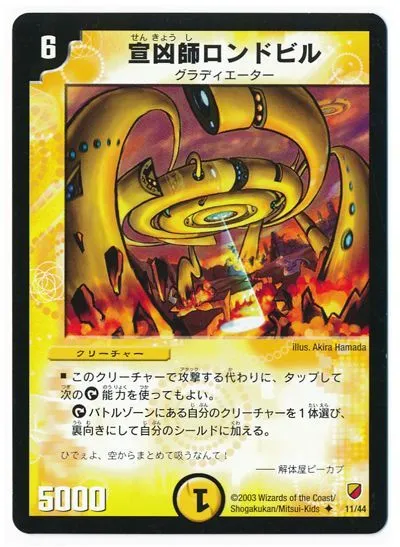 6
せんきょうし
宣凶師ロンドビル
グラディエーター
illus. Akira Hamada
クリーチャー
■ このクリーチャーで攻撃する代わりに、タップして
次の 能力を使ってもよい。
バトルゾーンにある自分のクリーチャーを1体選び、
裏向きにして自分のシールドに加える。
ひでぇよ、空からまとめて吸うなんて!
―― 解体屋ピーカプ
5000
1
©2003 Wizards of the Coast/
Shogakukan/Mitsui-Kids 11/44